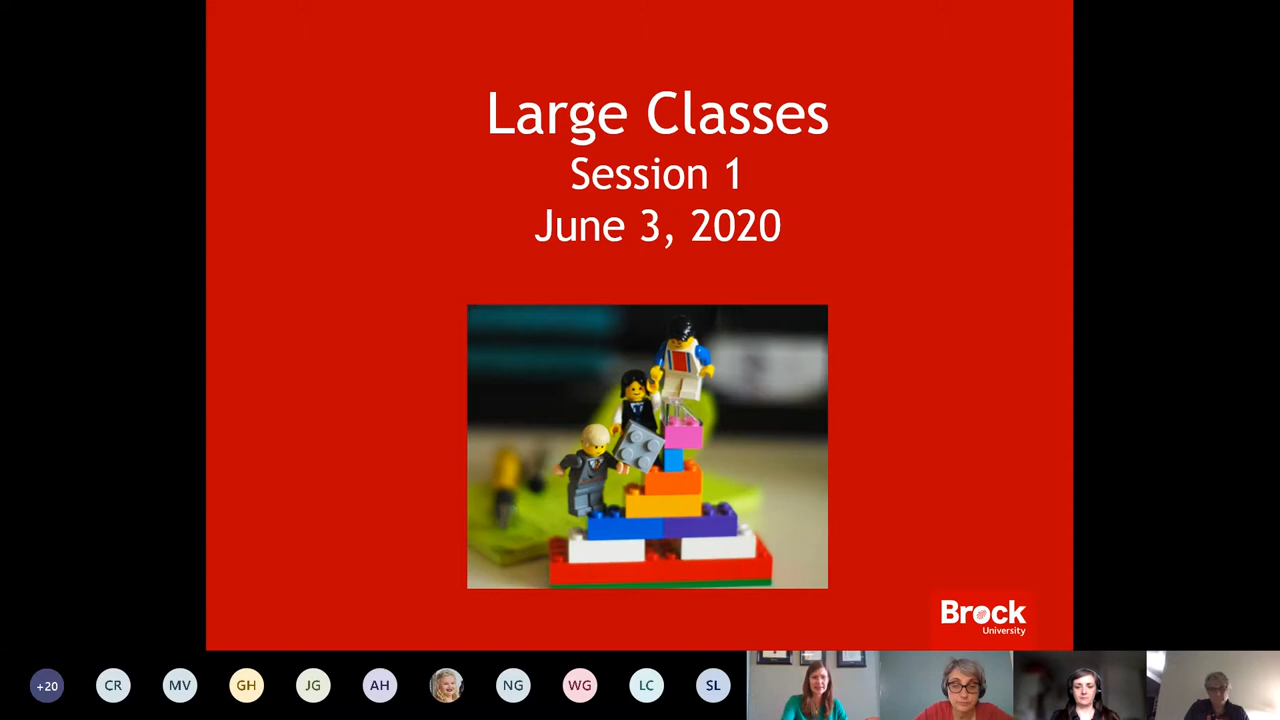 Large Classes
Session 1
June 3, 2020
Brock
University
+20
CR
MV
GH
JG
AH
NG
WG
LC
SL